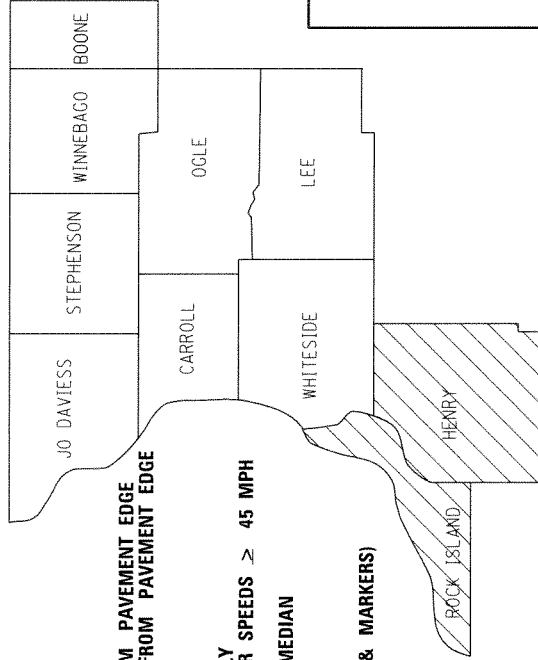 JO DAVIESS
STEPHENSON
WINNEBAGO
BOONE
CARROLL
OGLE
WHITESIDE
LEE
ROCK ISLAND
HENRY
M PAVEMENT EDGE
FROM PAVEMENT EDGE
LY
R SPEEDS ≥ 45 MPH
MEDIAN
& MARKERS)